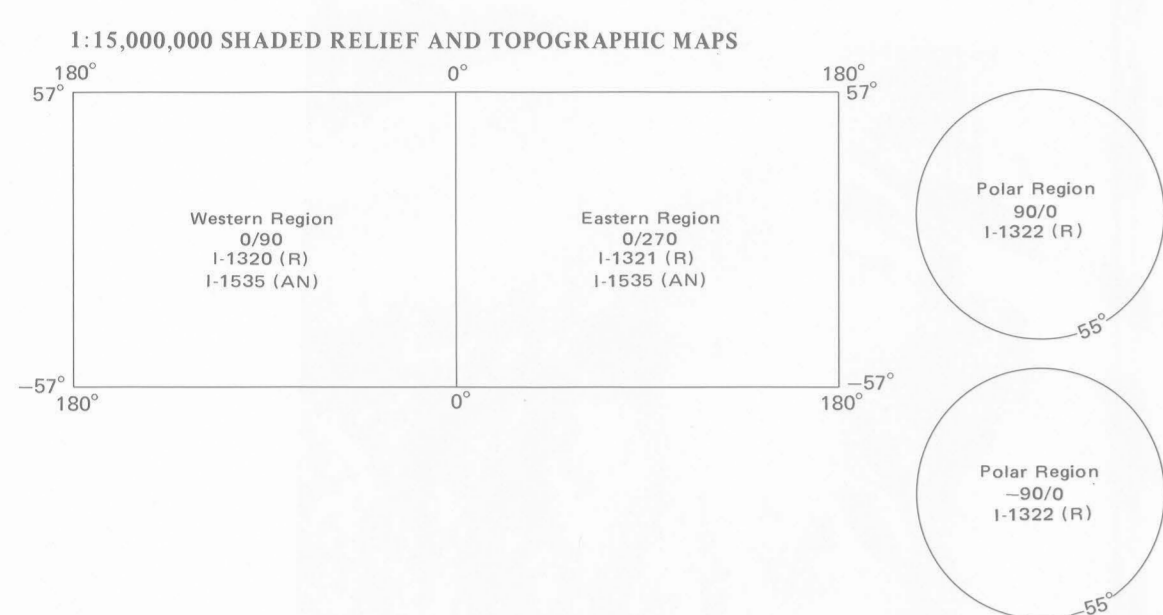 1:15,000,000 SHADED RELIEF AND TOPOGRAPHIC MAPS
180° 0° 180°
57° 57°
Western Region
0/90
I-1320 (R)
I-1535 (AN)
Eastern Region
0/270
I-1321 (R)
I-1535 (AN)
−57° −57°
180° 0° 180°
Polar Region
90/0
I-1322 (R)
55°
Polar Region
−90/0
I-1322 (R)
55°